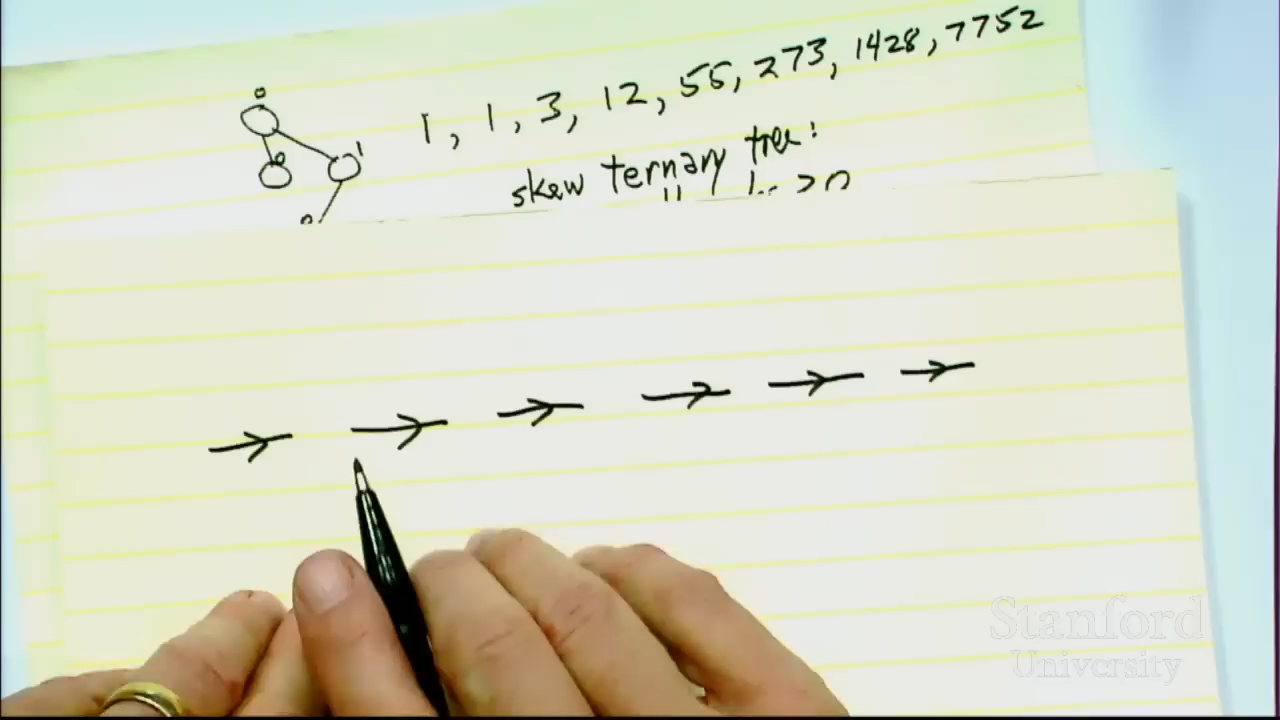 1, 1, 3, 12, 55, 273, 1428, 7752
skew ternary tree:
Stanford
University